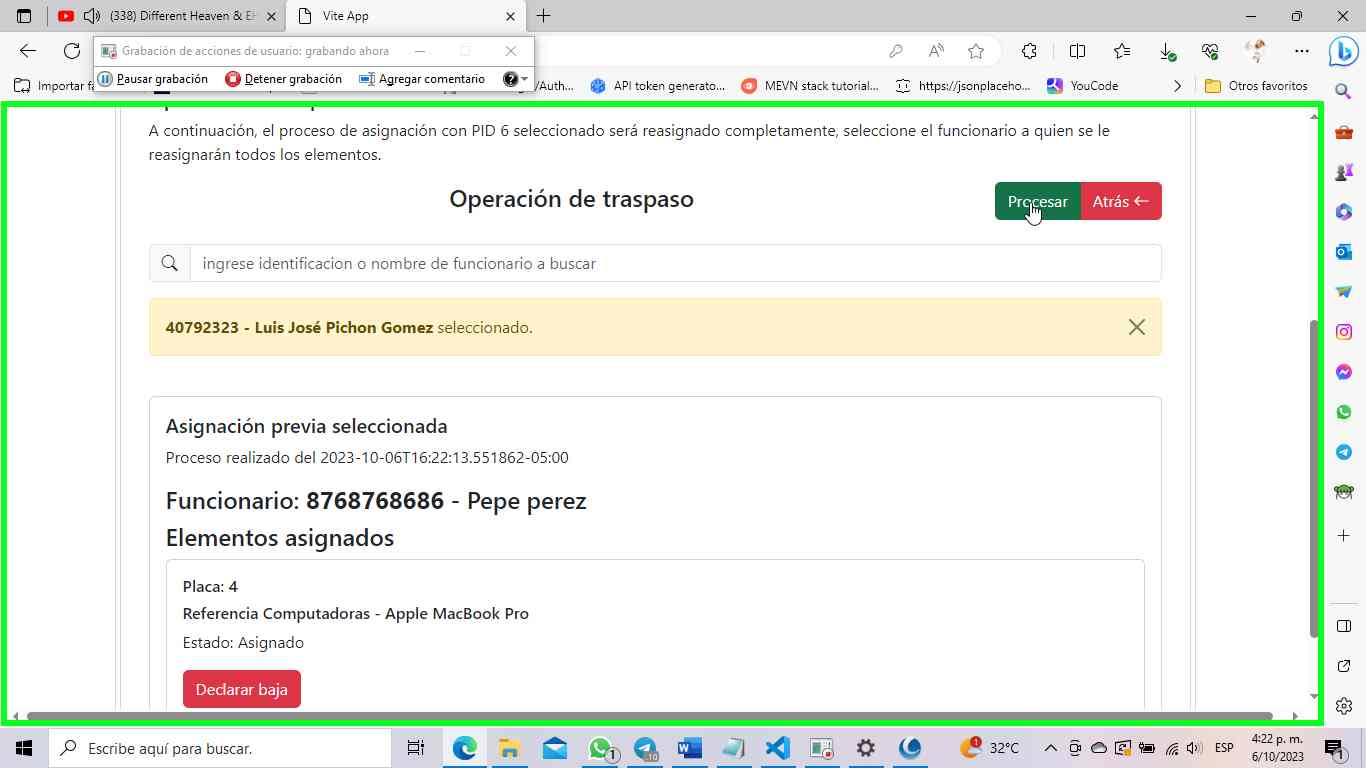 (338) Different Heaven & EH
Vite App
Grabación de acciones de usuario: grabando ahora
Pausar grabación
Detener grabación
Agregar comentario
Importar fa
/Auth...
API token generato...
MEVN stack tutorial...
https://jsonplaceho...
YouCode
Otros favoritos
A continuación, el proceso de asignación con PID 6 seleccionado será reasignado completamente, seleccione el funcionario a quien se le
reasignarán todos los elementos.
Operación de traspaso
Procesar
Atrás ←
ingrese identificacion o nombre de funcionario a buscar
40792323 - Luis José Pichon Gomez seleccionado.
Asignación previa seleccionada
Proceso realizado del 2023-10-06T16:22:13.551862-05:00
Funcionario: 8768768686 - Pepe perez
Elementos asignados
Placa: 4
Referencia Computadoras - Apple MacBook Pro
Estado: Asignado
Declarar baja
Escribe aquí para buscar.
32°C
ESP
4:22 p. m.
6/10/2023